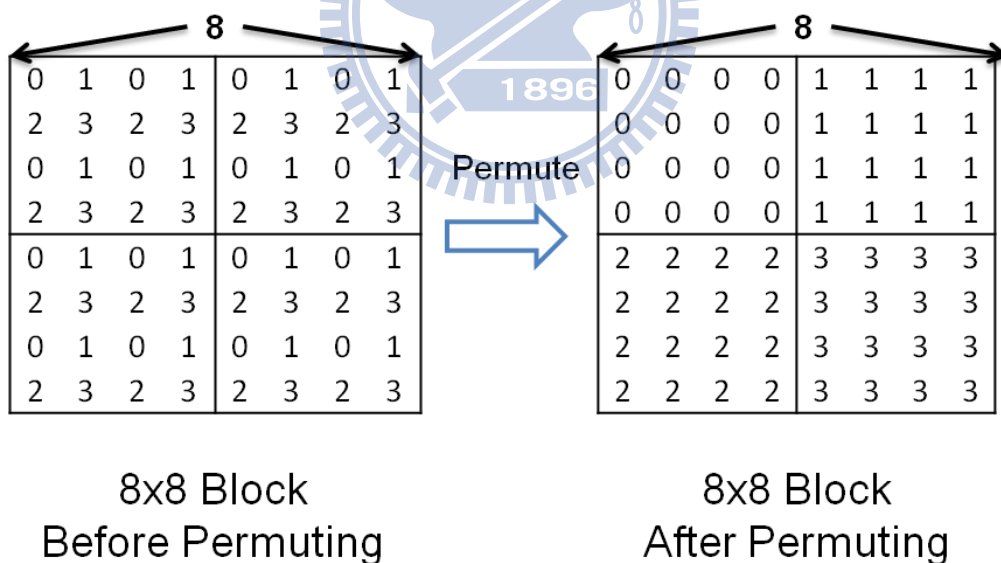 8
0 1 0 1 0 1 0 1
2 3 2 3 2 3 2 3
0 1 0 1 0 1 0 1
2 3 2 3 2 3 2 3
0 1 0 1 0 1 0 1
2 3 2 3 2 3 2 3
0 1 0 1 0 1 0 1
2 3 2 3 2 3 2 3
8x8 Block
Before Permuting
1896
Permute
8
0 0 0 0 1 1 1 1
0 0 0 0 1 1 1 1
0 0 0 0 1 1 1 1
0 0 0 0 1 1 1 1
2 2 2 2 3 3 3 3
2 2 2 2 3 3 3 3
2 2 2 2 3 3 3 3
2 2 2 2 3 3 3 3
8x8 Block
After Permuting